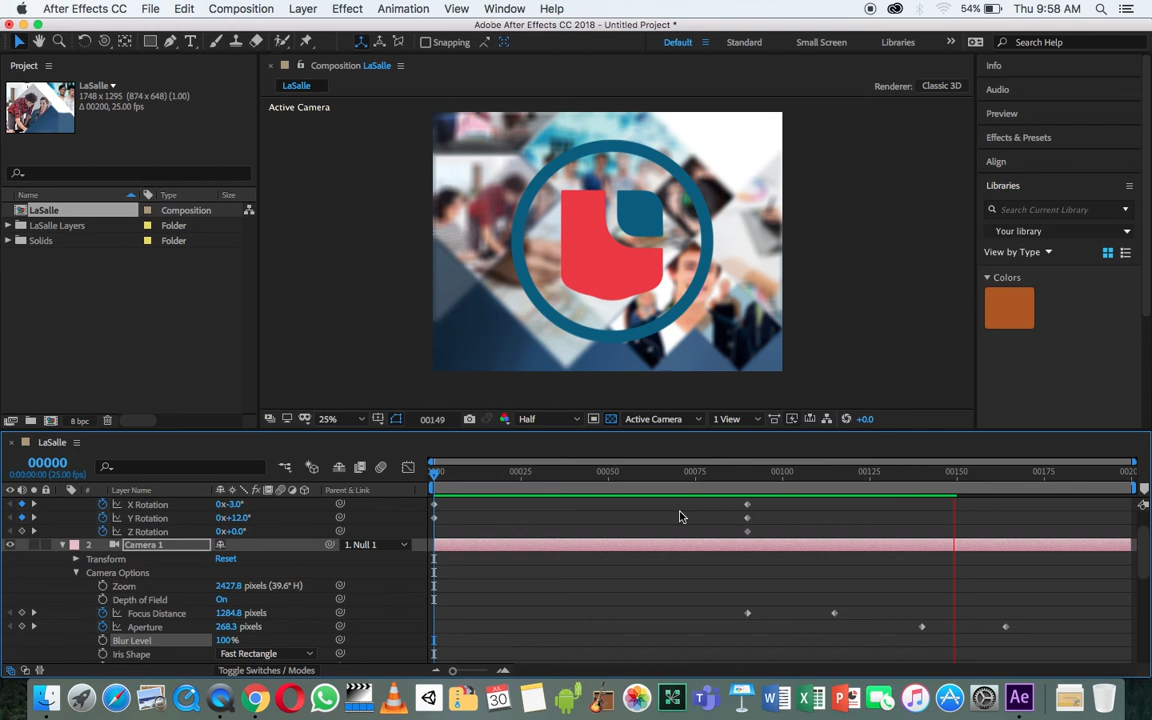 After Effects CC File Edit Composition Layer Effect Animation View Window Help 54% Thu 9:58 AM
Adobe After Effects CC 2018 - Untitled Project *
Snapping Default Standard Small Screen Libraries Search Help
Project
LaSalle
1748 x 1295 (874 x 648) (1.00)
Δ 00200, 25.00 fps
Name Type Size
LaSalle Composition
LaSalle Layers Folder
Solids Folder
8 bpc
Composition LaSalle
LaSalle
Renderer: Classic 3D
Active Camera
25% 00149 Half Active Camera 1 View +0.0
Info
Audio
Preview
Effects & Presets
Align
Libraries
Search Current Library
Your library
View by Type
Colors
LaSalle
00000
0:00:00:00 (25.00 fps)
00025 00050 00075 00100 00125 00150 00175
# Layer Name Parent & Link
X Rotation 0x-3.0°
Y Rotation 0x+12.0°
Z Rotation 0x+0.0°
2 Camera 1 1. Null 1
Transform Reset
Camera Options
Zoom 2427.8 pixels (39.6° H)
Depth of Field On
Focus Distance 1284.8 pixels
Aperture 268.3 pixels
Blur Level 100%
Iris Shape Fast Rectangle
Toggle Switches / Modes